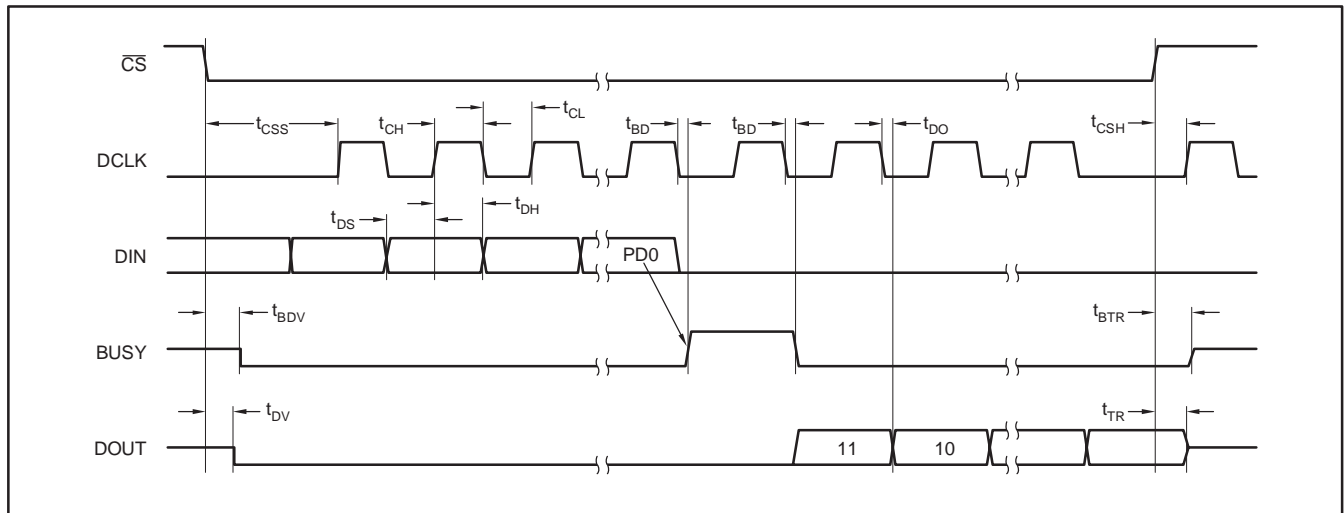 CS
tCSS
tCH
tCL
tBD
tBD
tDO
tCSH
DCLK
tDS
tDH
DIN
PD0
tBDV
tBTR
BUSY
tDV
tTR
DOUT
11
10